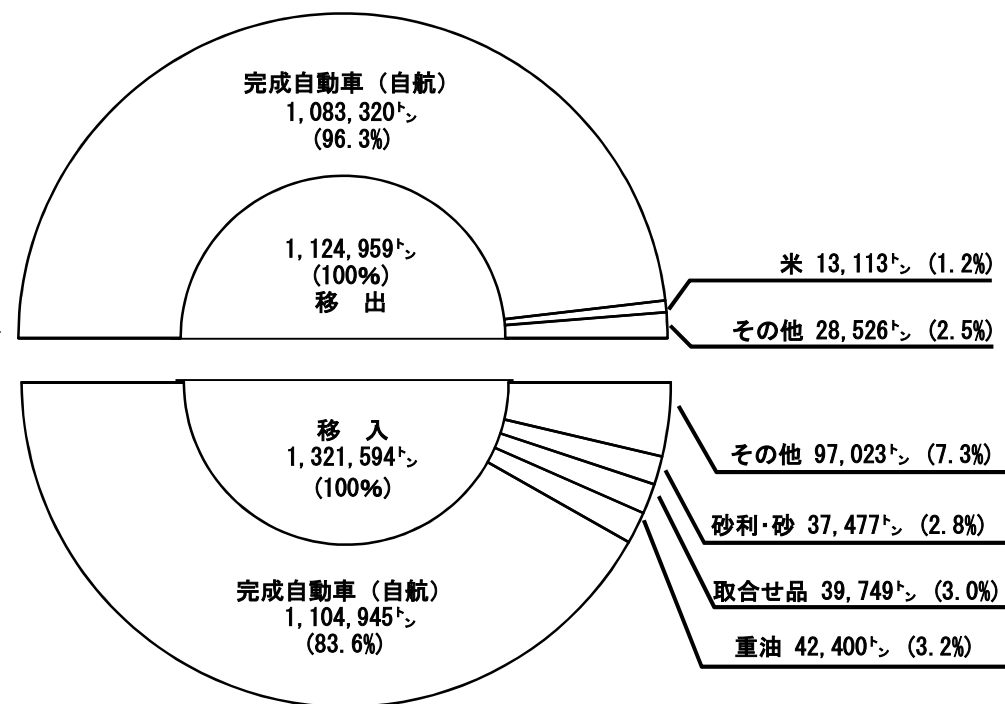 完成自動車（自航）
1,083,320㌧
(96.3%)
1,124,959㌧
(100%)
移　出
米 13,113㌧ (1.2%)
その他 28,526㌧ (2.5%)
移　入
1,321,594㌧
(100%)
その他 97,023㌧ (7.3%)
砂利・砂 37,477㌧ (2.8%)
取合せ品 39,749㌧ (3.0%)
重油 42,400㌧ (3.2%)
完成自動車（自航）
1,104,945㌧
(83.6%)